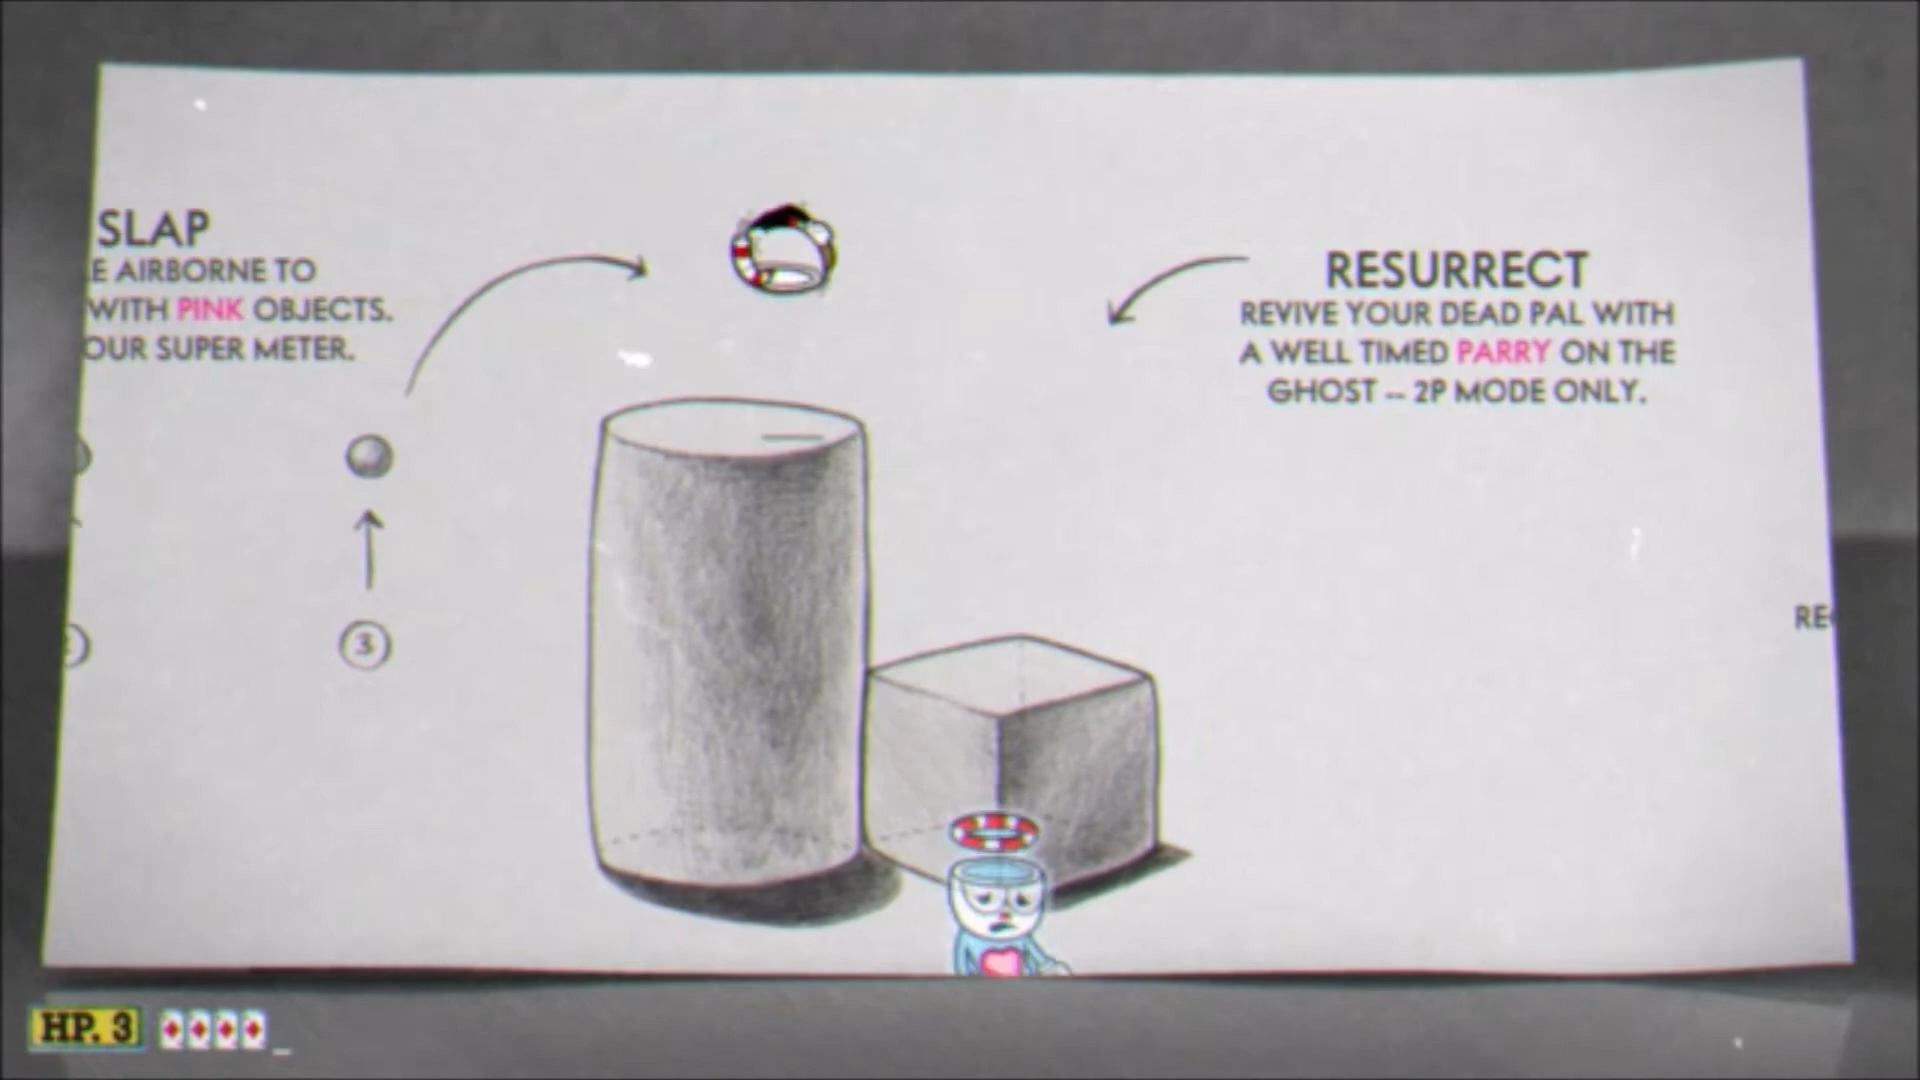 SLAP
E AIRBORNE TO
WITH PINK OBJECTS.
OUR SUPER METER.
3
RESURRECT
REVIVE YOUR DEAD PAL WITH
A WELL TIMED PARRY ON THE
GHOST -- 2P MODE ONLY.
RE
HP. 3